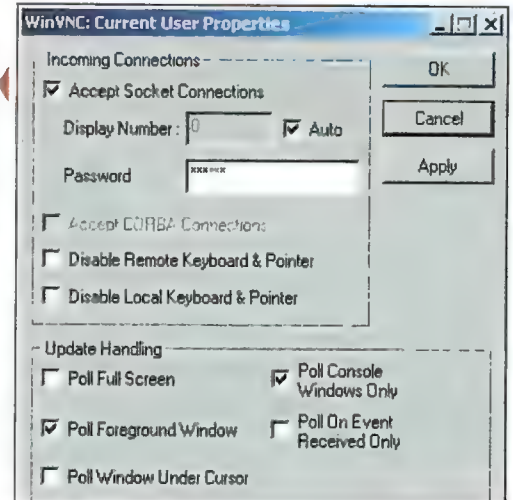 WinVNC: Current User Properties
Incoming Connections
OK
Accept Socket Connections
Cancel
Display Number: 0
Auto
Apply
Password
Accept CORBA Connections
Disable Remote Keyboard & Pointer
Disable Local Keyboard & Pointer
Update Handling
Poll Full Screen
Poll Console
Windows Only
Poll Foreground Window
Poll On Event
Received Only
Poll Window Under Cursor